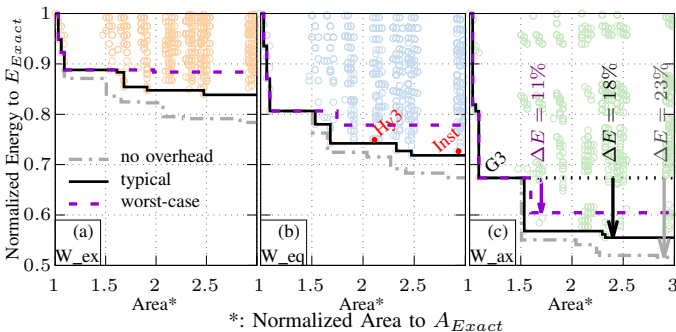 Normalized Energy to E_Exact
1
0.9
0.8
0.7
0.6
0.5
no overhead
typical
worst-case
(a)
W_ex
1 1.5 2 2.5
Area*
Hy3
Inst
(b)
W_eq
1 1.5 2 2.5
Area*
G3
ΔE = 11%
ΔE = 18%
ΔE = 23%
(c)
W_ax
1 1.5 2 2.5 3
Area*
*: Normalized Area to A_Exact